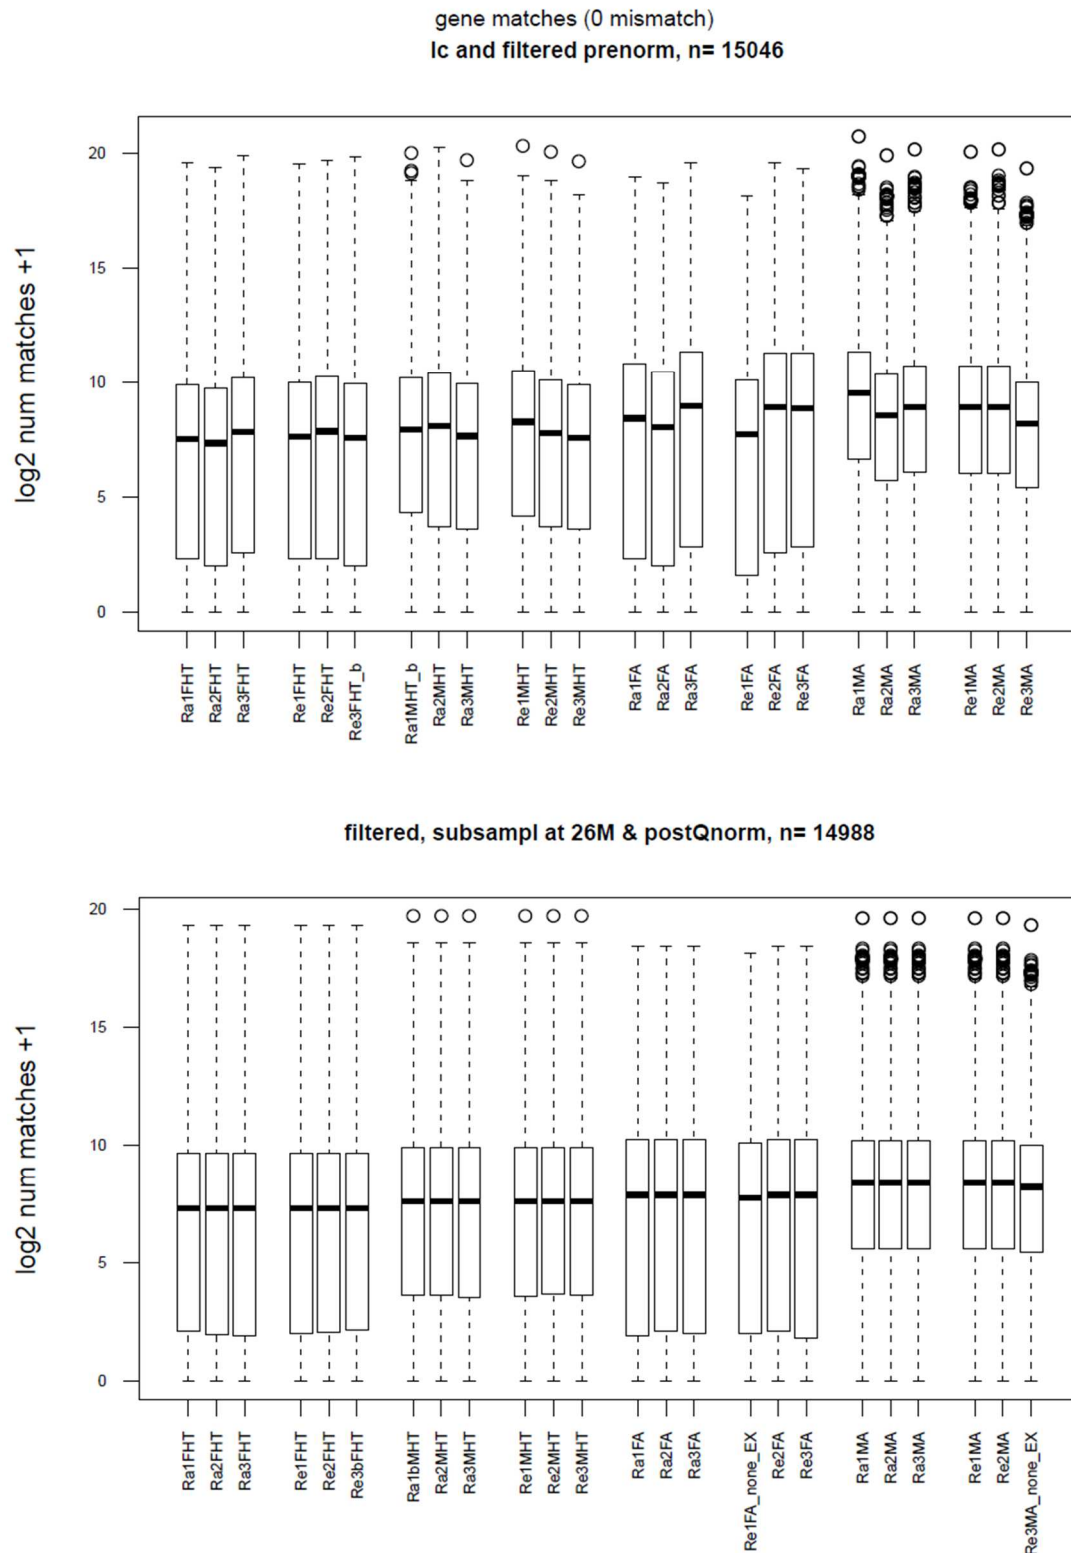 gene matches (0 mismatch)
lc and filtered prenorm, n= 15046
log2 num matches +1
20
15
10
5
0
Ra1FHT
Ra2FHT
Ra3FHT
Re1FHT
Re2FHT
Re3FHT_b
Ra1MHT_b
Ra2MHT
Ra3MHT
Re1MHT
Re2MHT
Re3MHT
Ra1FA
Ra2FA
Ra3FA
Re1FA
Re2FA
Re3FA
Ra1MA
Ra2MA
Ra3MA
Re1MA
Re2MA
Re3MA
filtered, subsampl at 26M & postQnorm, n= 14988
log2 num matches +1
20
15
10
5
0
Ra1FHT
Ra2FHT
Ra3FHT
Re1FHT
Re2FHT
Re3bFHT
Ra1bMHT
Ra2MHT
Ra3MHT
Re1MHT
Re2MHT
Re3MHT
Ra1FA
Ra2FA
Ra3FA
Re1FA_none_EX
Re2FA
Re3FA
Ra1MA
Ra2MA
Ra3MA
Re1MA
Re2MA
Re3MA_none_EX